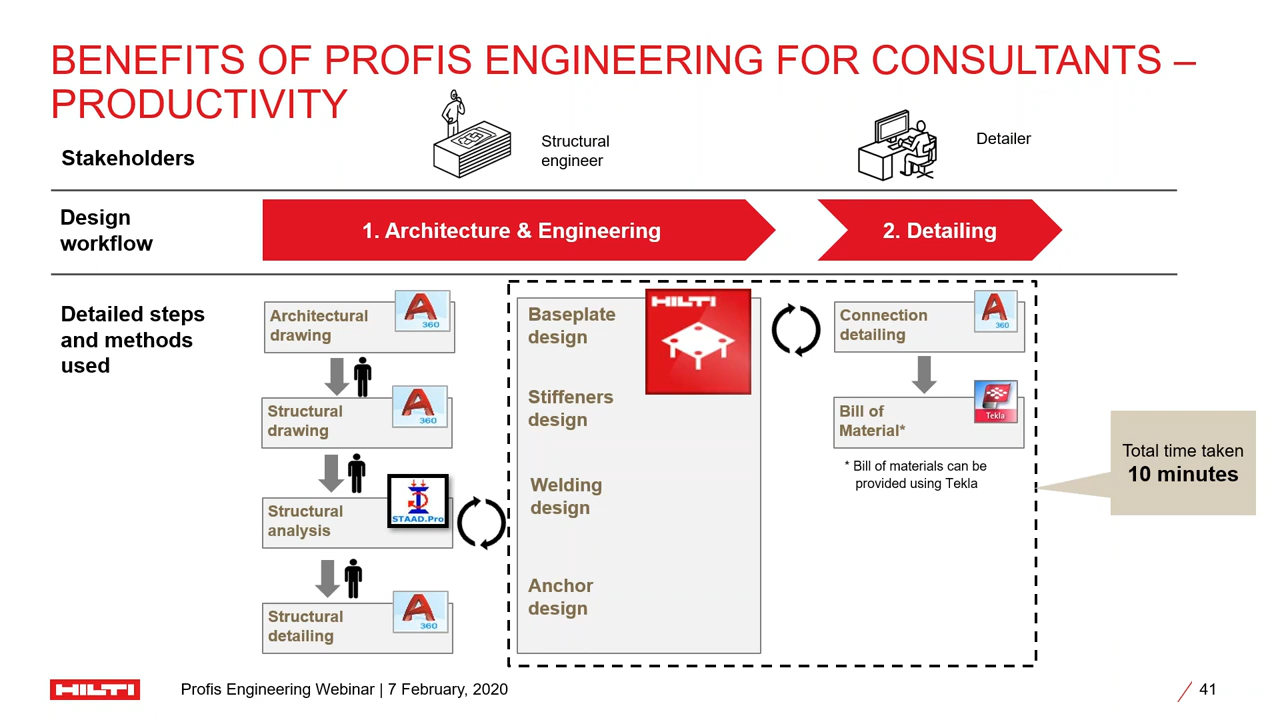 BENEFITS OF PROFIS ENGINEERING FOR CONSULTANTS –
PRODUCTIVITY
Stakeholders
Structural
engineer
Detailer
Design
workflow
1. Architecture & Engineering
2. Detailing
Detailed steps
and methods
used
Architectural
drawing
A
360
Structural
drawing
A
360
Structural
analysis
STAAD.Pro
Structural
detailing
A
360
HILTI
Baseplate
design
Stiffeners
design
Welding
design
Anchor
design
Connection
detailing
A
360
Bill of
Material*
Tekla
* Bill of materials can be
provided using Tekla
Total time taken
10 minutes
HILTI
Profis Engineering Webinar | 7 February, 2020
41